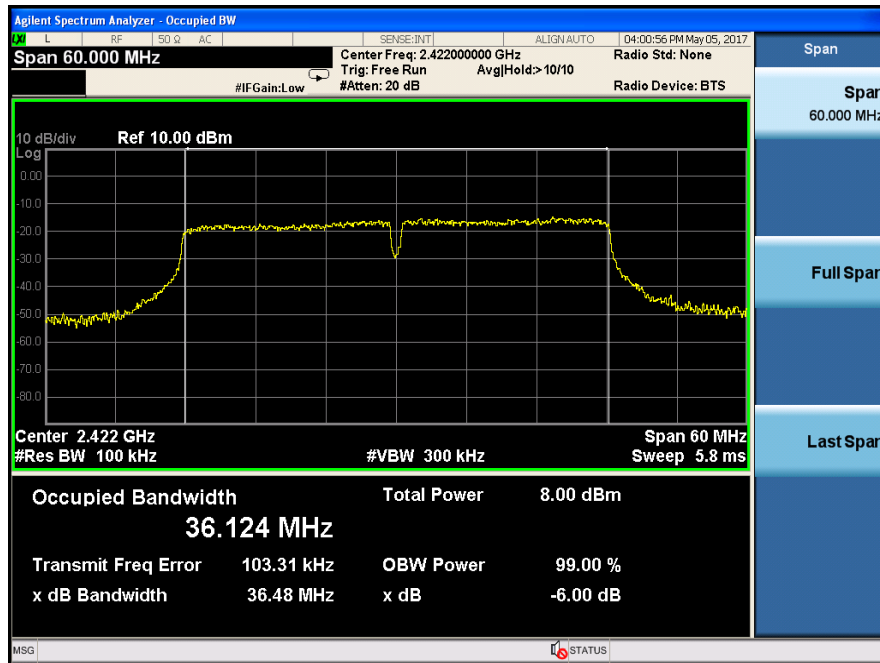 Agilent Spectrum Analyzer - Occupied BW
LXI L RF 50 Ω AC SENSE:INT ALIGN AUTO 04:00:56 PM May 05, 2017
Span 60.000 MHz
Center Freq: 2.422000000 GHz
Radio Std: None
Trig: Free Run Avg|Hold:>10/10
#IFGain:Low
#Atten: 20 dB
Radio Device: BTS
10 dB/div Ref 10.00 dBm
Log
0.00
-10.0
-20.0
-30.0
-40.0
-50.0
-60.0
-70.0
-80.0
Center 2.422 GHz
Span 60 MHz
#Res BW 100 kHz
#VBW 300 kHz
Sweep 5.8 ms
Occupied Bandwidth
36.124 MHz
Total Power 8.00 dBm
Transmit Freq Error 103.31 kHz
OBW Power 99.00 %
x dB Bandwidth 36.48 MHz
x dB -6.00 dB
MSG
STATUS
Span
Span
60.000 MHz
Full Span
Last Span